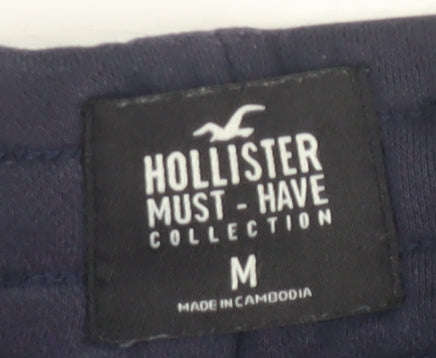 HOLLISTER
MUST - HAVE
COLLECTION
M
MADE IN CAMBODIA